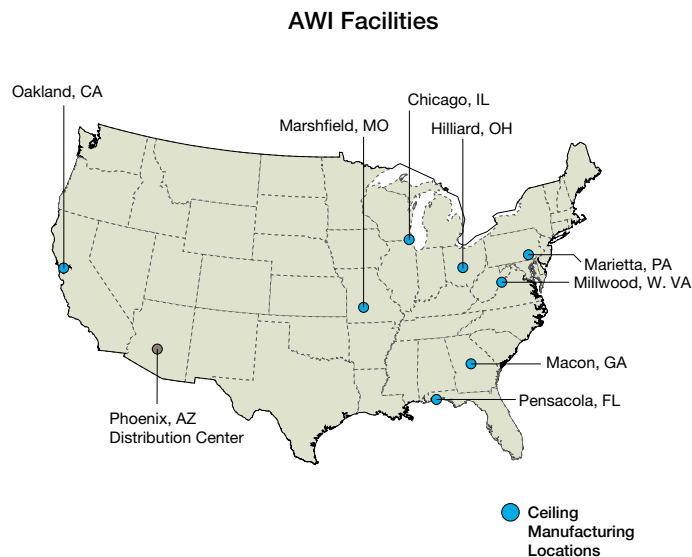 AWI Facilities
Oakland, CA
Chicago, IL
Marshfield, MO
Hilliard, OH
Marietta, PA
Millwood, W. VA
Macon, GA
Pensacola, FL
Phoenix, AZ
Distribution Center
Ceiling
Manufacturing
Locations